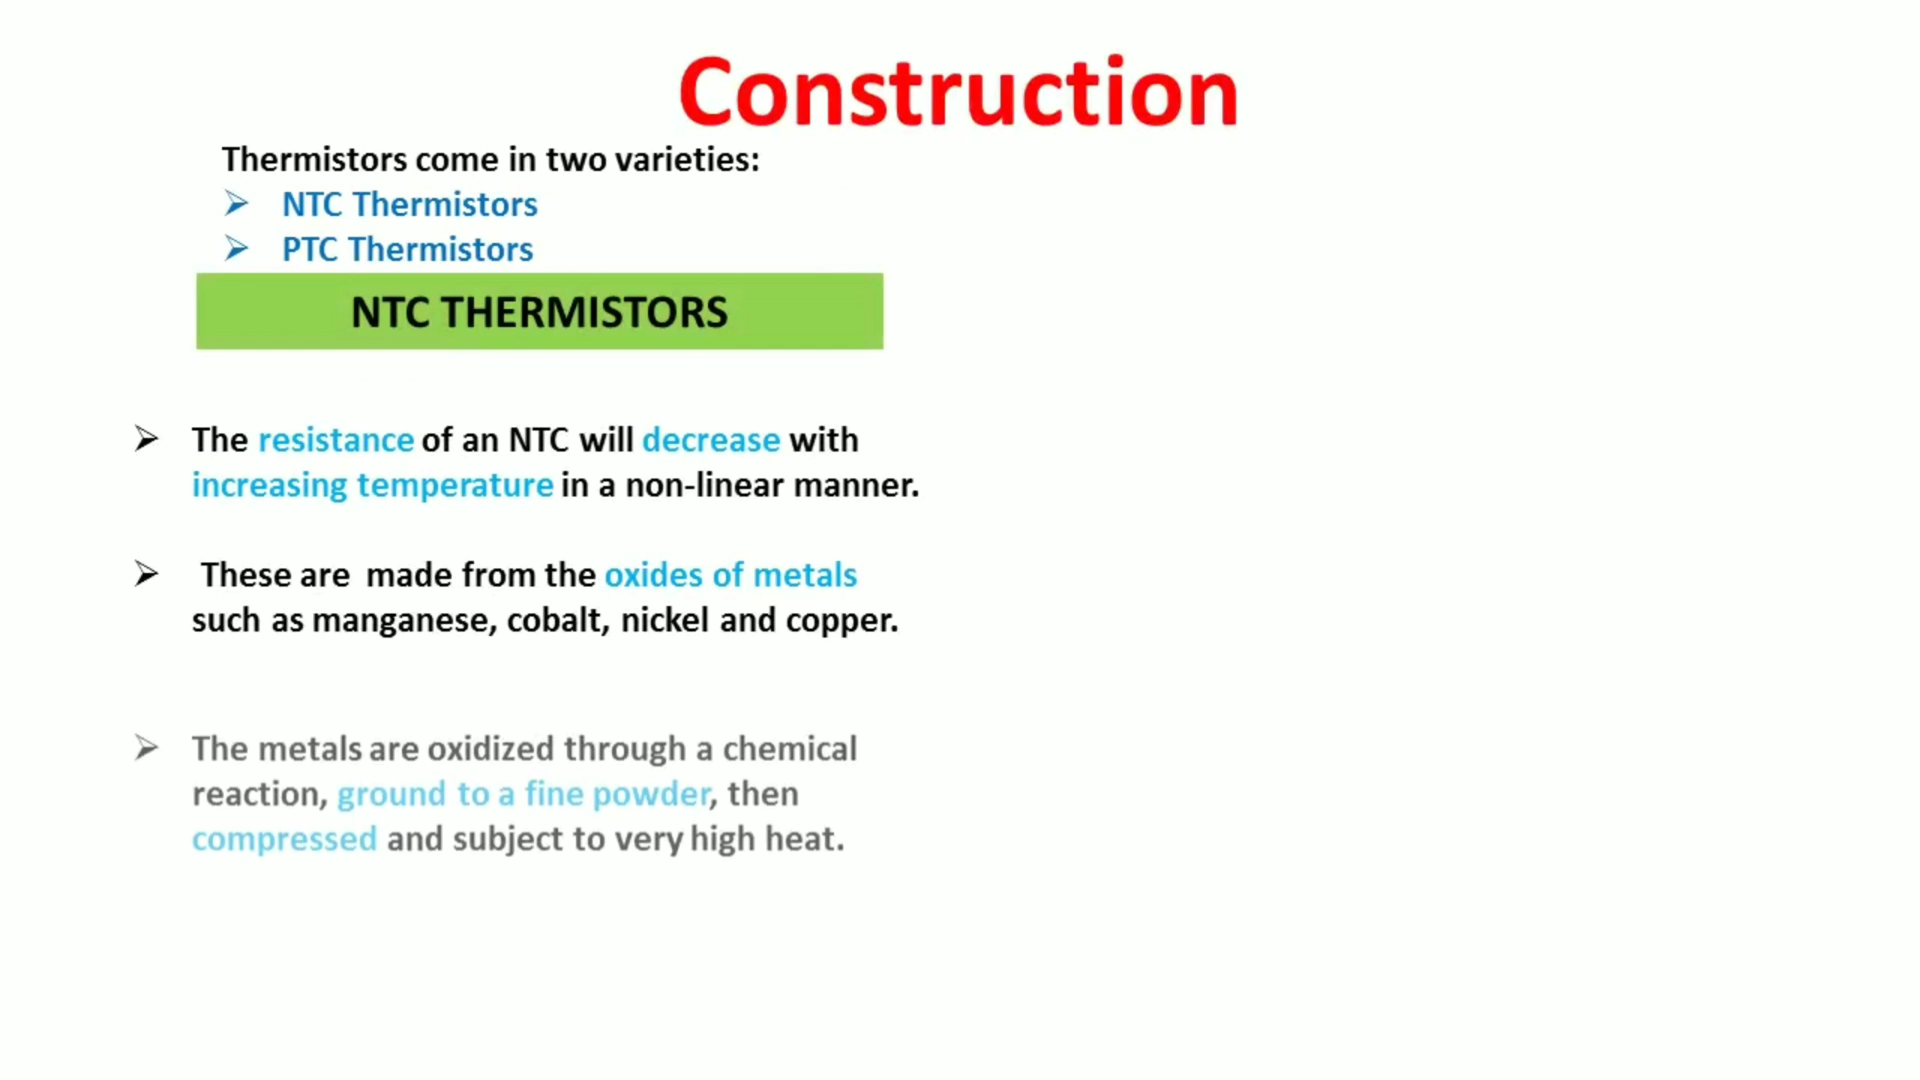 Construction
Thermistors come in two varieties:
➢ NTC Thermistors
➢ PTC Thermistors
NTC THERMISTORS
➢ The resistance of an NTC will decrease with
increasing temperature in a non-linear manner.
➢ These are made from the oxides of metals
such as manganese, cobalt, nickel and copper.
➢ The metals are oxidized through a chemical
reaction, ground to a fine powder, then
compressed and subject to very high heat.